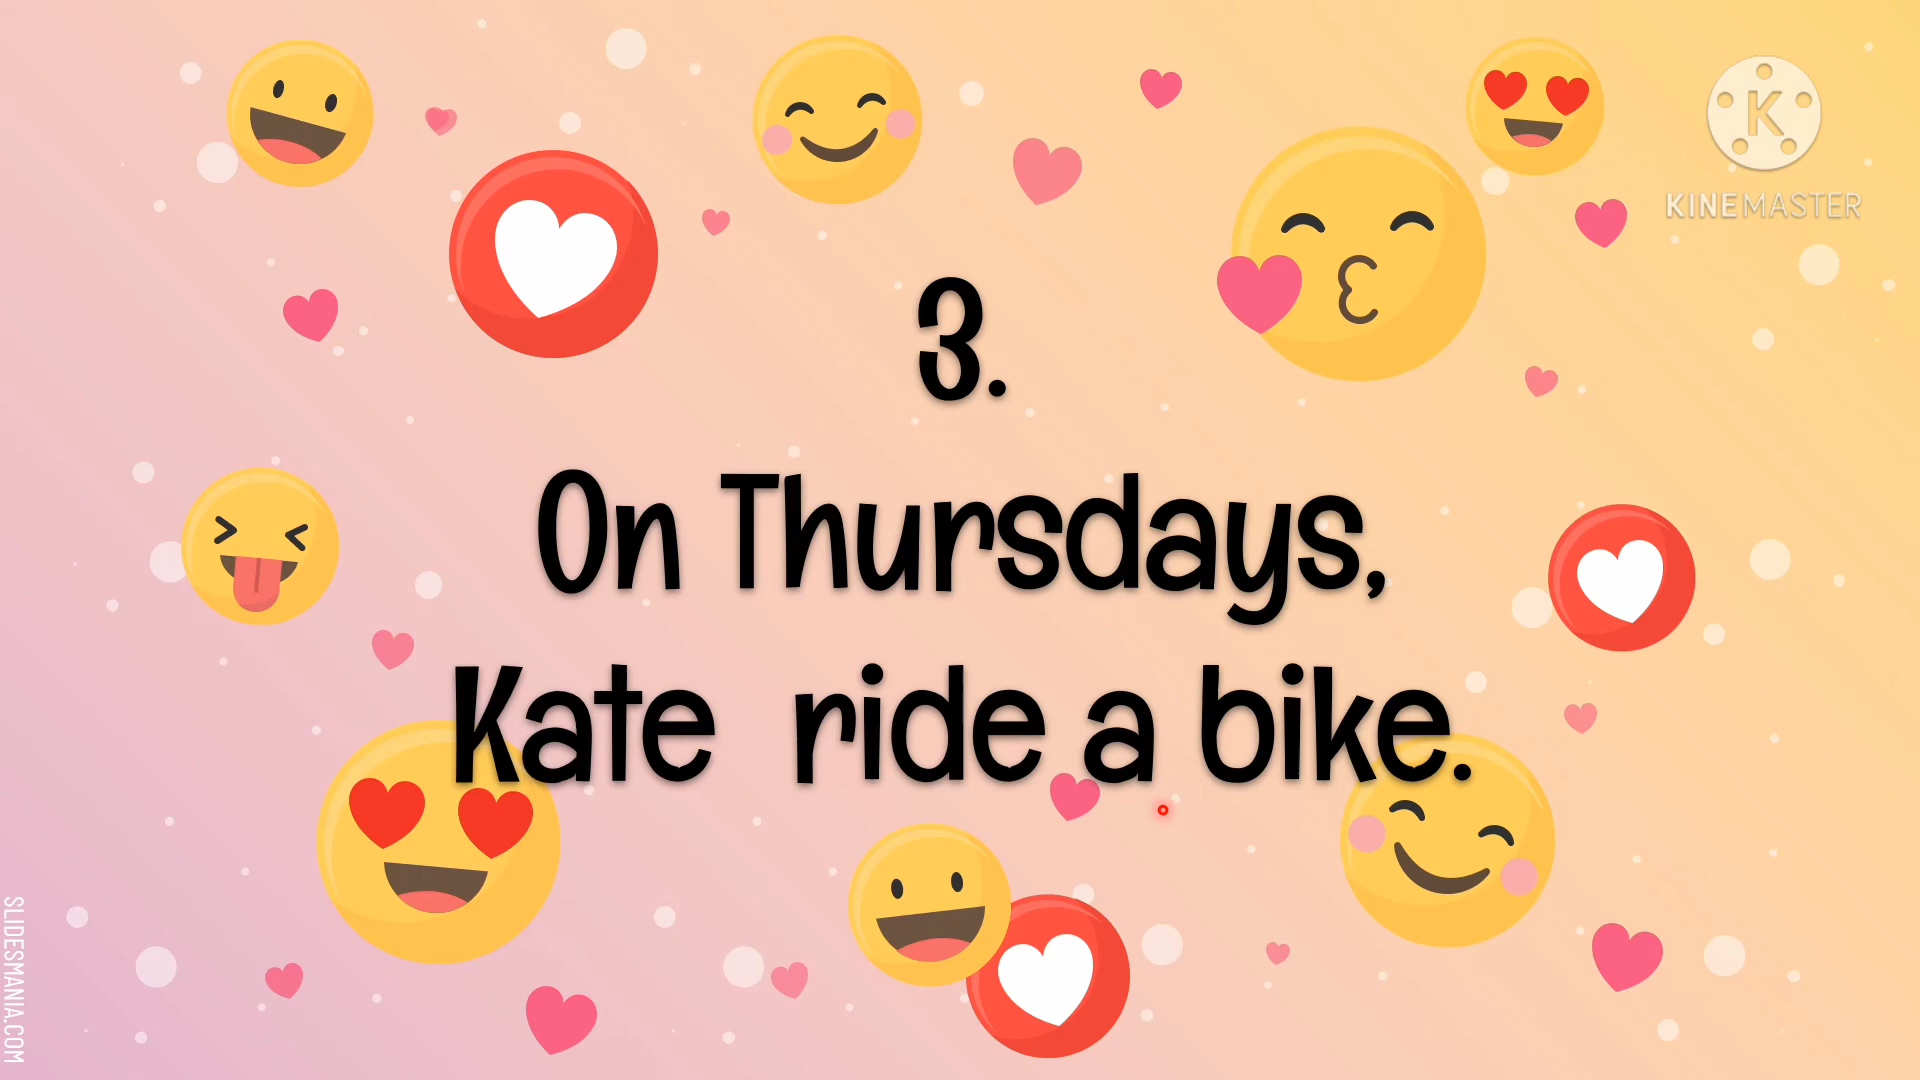 K
KINEMASTER
3.
On Thursdays,
Kate ride a bike.
SLIDESMANIA.COM